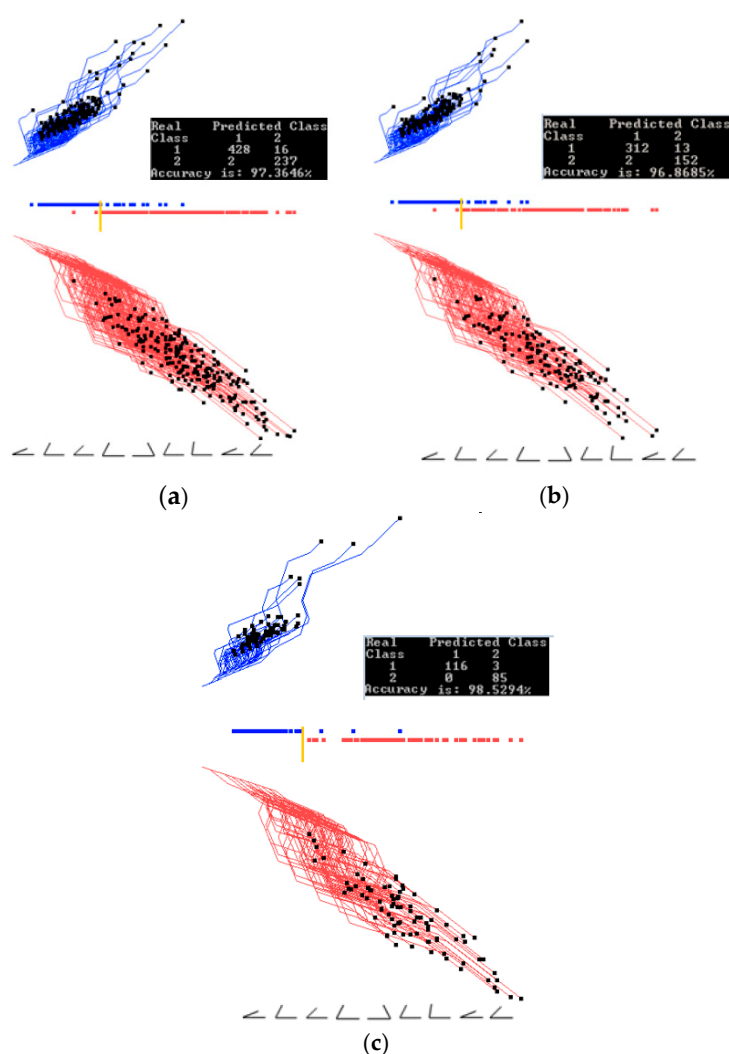 Real Predicted Class
Class 1 2
1 428 16
2 2 237
Accuracy is: 97.3646%
(a)
Real Predicted Class
Class 1 2
1 312 13
2 2 152
Accuracy is: 96.8685%
(b)
Real Predicted Class
Class 1 2
1 116 3
2 0 85
Accuracy is: 98.5294%
(c)